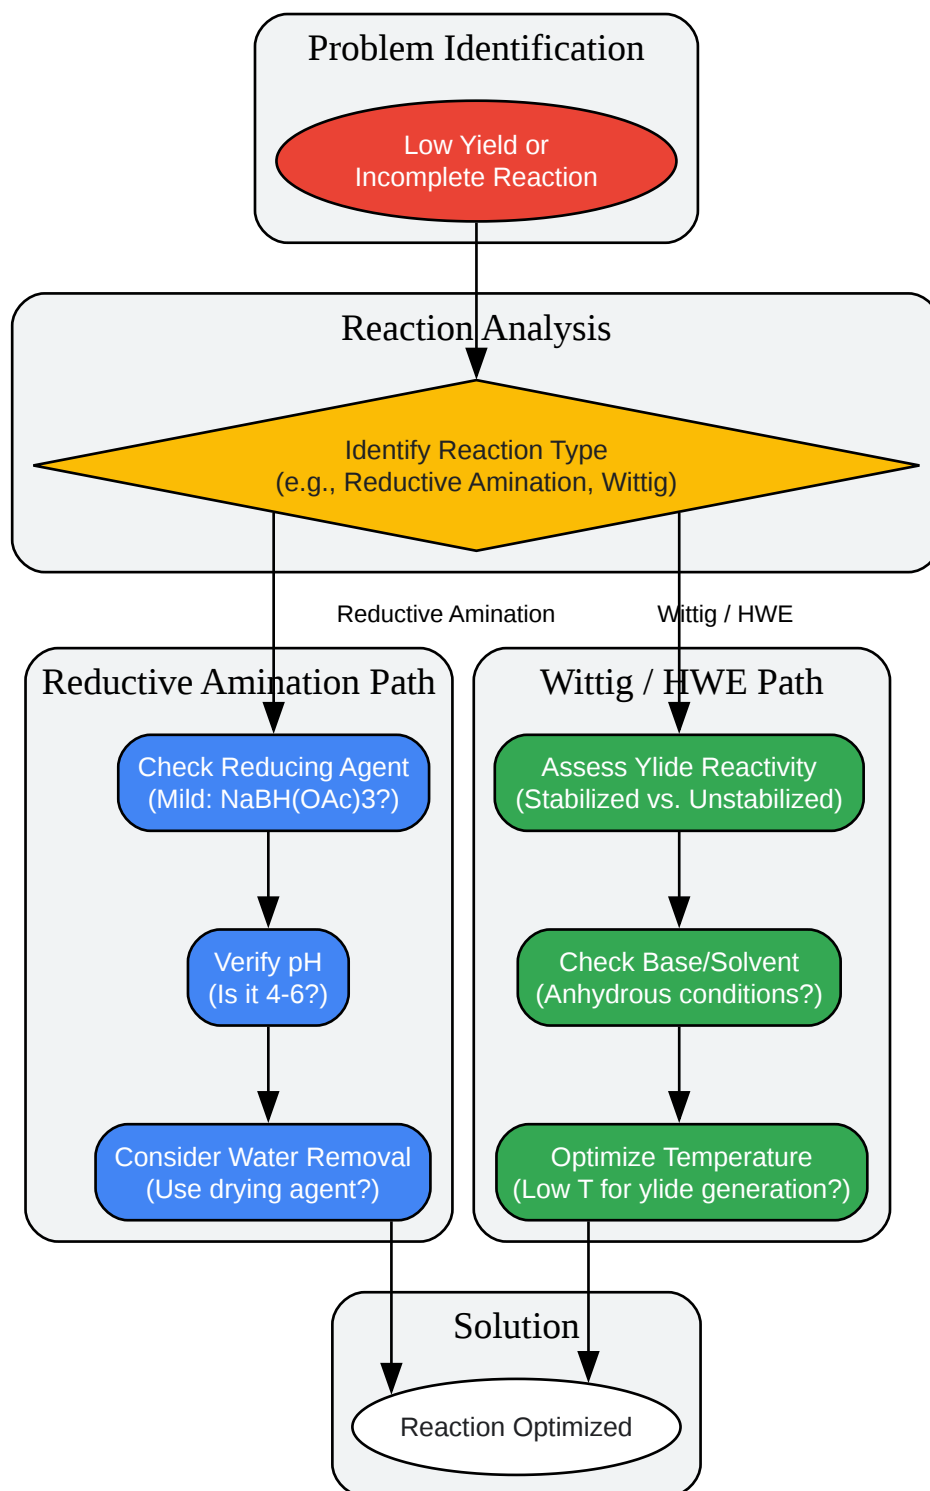 Problem Identification
Low Yield or
Incomplete Reaction
Reaction Analysis
Identify Reaction Type
(e.g., Reductive Amination, Wittig)
Reductive Amination
Wittig / HWE
Reductive Amination Path
Check Reducing Agent
(Mild: NaBH(OAc)3?)
Verify pH
(Is it 4-6?)
Consider Water Removal
(Use drying agent?)
Wittig / HWE Path
Assess Ylide Reactivity
(Stabilized vs. Unstabilized)
Check Base/Solvent
(Anhydrous conditions?)
Optimize Temperature
(Low T for ylide generation?)
Solution
Reaction Optimized